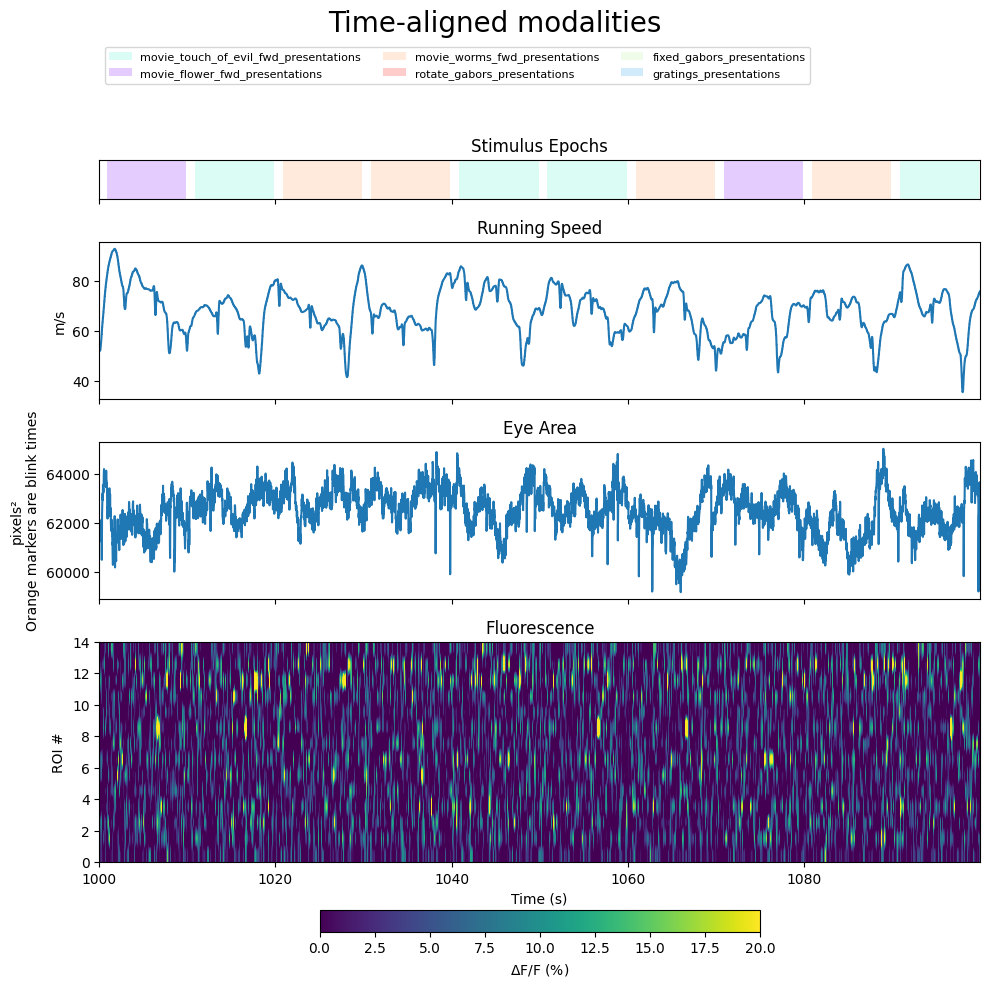 Time-aligned modalities
movie_touch_of_evil_fwd_presentations movie_worms_fwd_presentations fixed_gabors_presentations
movie_flower_fwd_presentations rotate_gabors_presentations gratings_presentations
Stimulus Epochs
Running Speed
80
60
40
m/s
Eye Area
64000
62000
60000
pixels²
Orange markers are blink times
Fluorescence
14
12
10
8
6
4
2
0
ROI #
1000 1020 1040 1060 1080
Time (s)
0.0 2.5 5.0 7.5 10.0 12.5 15.0 17.5 20.0
ΔF/F (%)